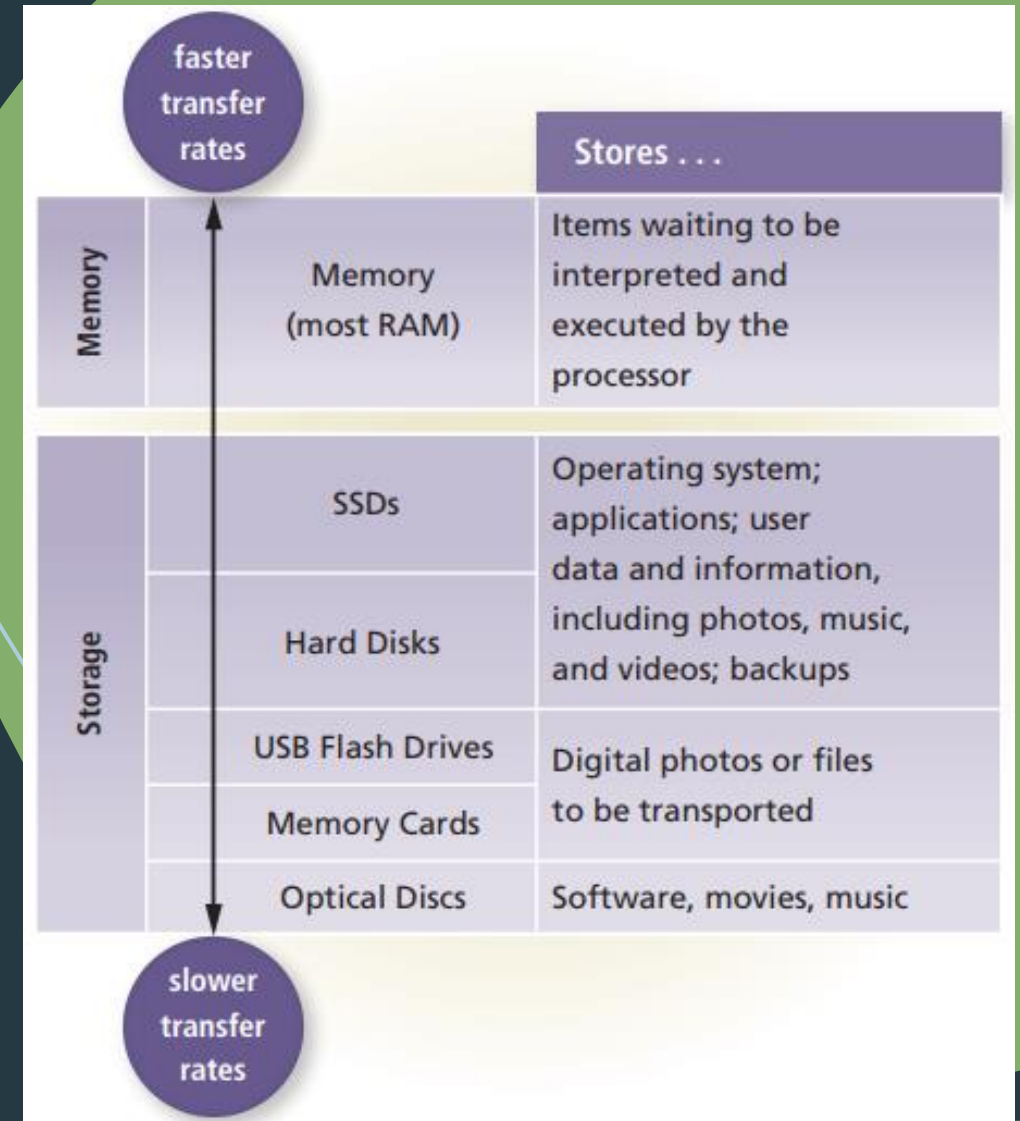 faster
transfer
rates
Stores . . .
Memory
Memory
(most RAM)
Items waiting to be
interpreted and
executed by the
processor
Storage
SSDs
Operating system;
applications; user
data and information,
including photos, music,
and videos; backups
Hard Disks
USB Flash Drives
Digital photos or files
to be transported
Memory Cards
Optical Discs
Software, movies, music
slower
transfer
rates